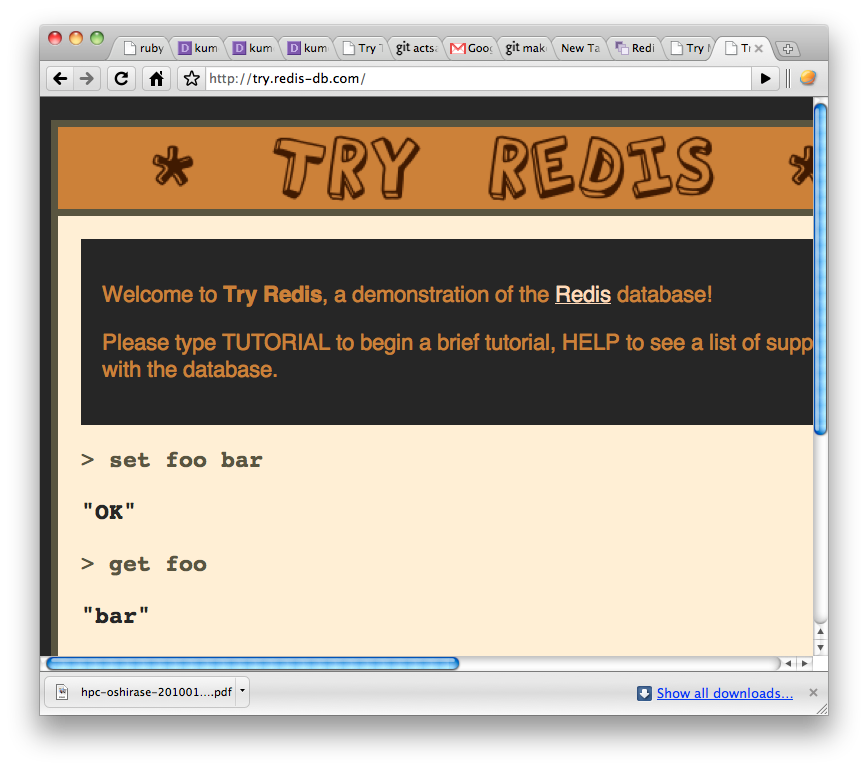 ruby
D kum
D kum
D kum
Try T
git acts
Goog
git mak
New Ta
Redi
Try
Tr
http://try.redis-db.com/
* TRY REDIS *
Welcome to Try Redis, a demonstration of the Redis database!
Please type TUTORIAL to begin a brief tutorial, HELP to see a list of supp
with the database.
> set foo bar
"OK"
> get foo
"bar"
hpc-oshirase-201001....pdf
Show all downloads...